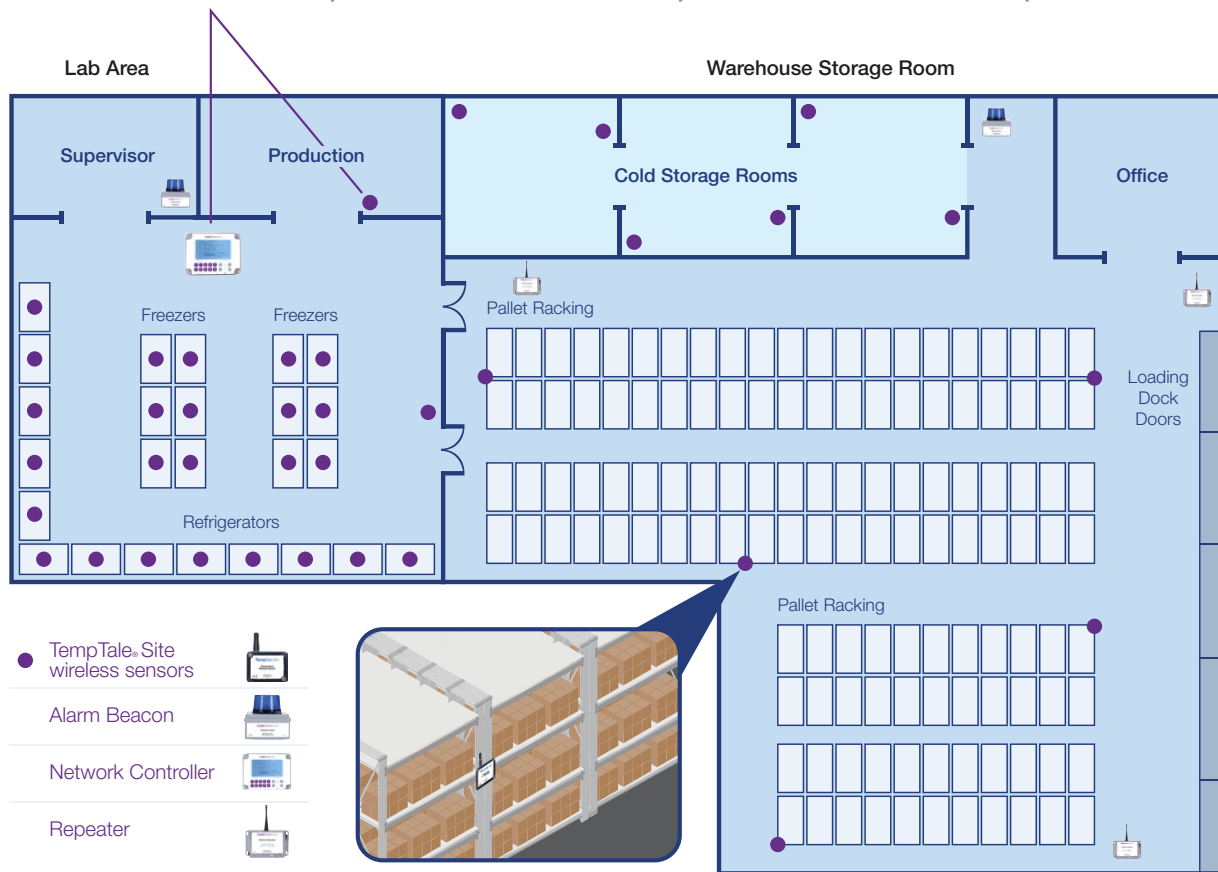 Lab Area
Warehouse Storage Room
Supervisor
Production
Cold Storage Rooms
Office
Freezers
Freezers
Pallet Racking
Loading
Dock
Doors
Refrigerators
Pallet Racking
TempTale® Site
wireless sensors
Alarm Beacon
Network Controller
Repeater